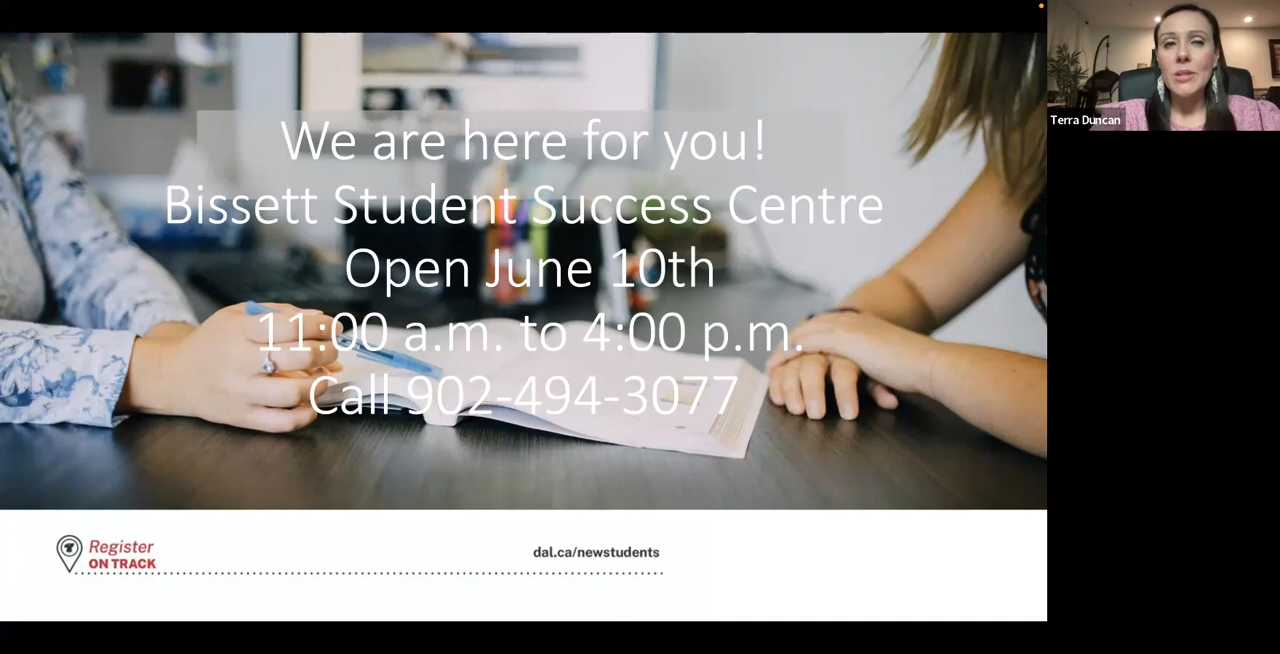 We are here for you!
Bissett Student Success Centre
Open June 10th
11:00 a.m. to 4:00 p.m.
Call 902-494-3077
Terra Duncan
Register
ON TRACK
dal.ca/newstudents